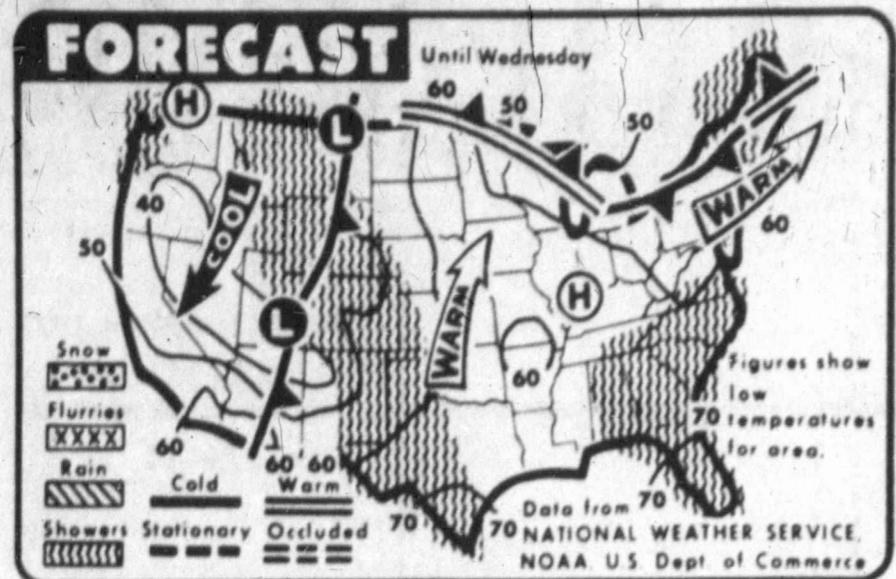 FORECAST
Until Wednesday
H
L
60
50
50
40
COOL
WARM
60
50
L
H
WARM
60
Snow
Flurries
Rain
Showers
60
60 60
Cold
Warm
Stationary
Occluded
Figures show
low
70 temperatures
for area.
70
70
70
Data from
NATIONAL WEATHER SERVICE,
NOAA, U.S. Dept. of Commerce